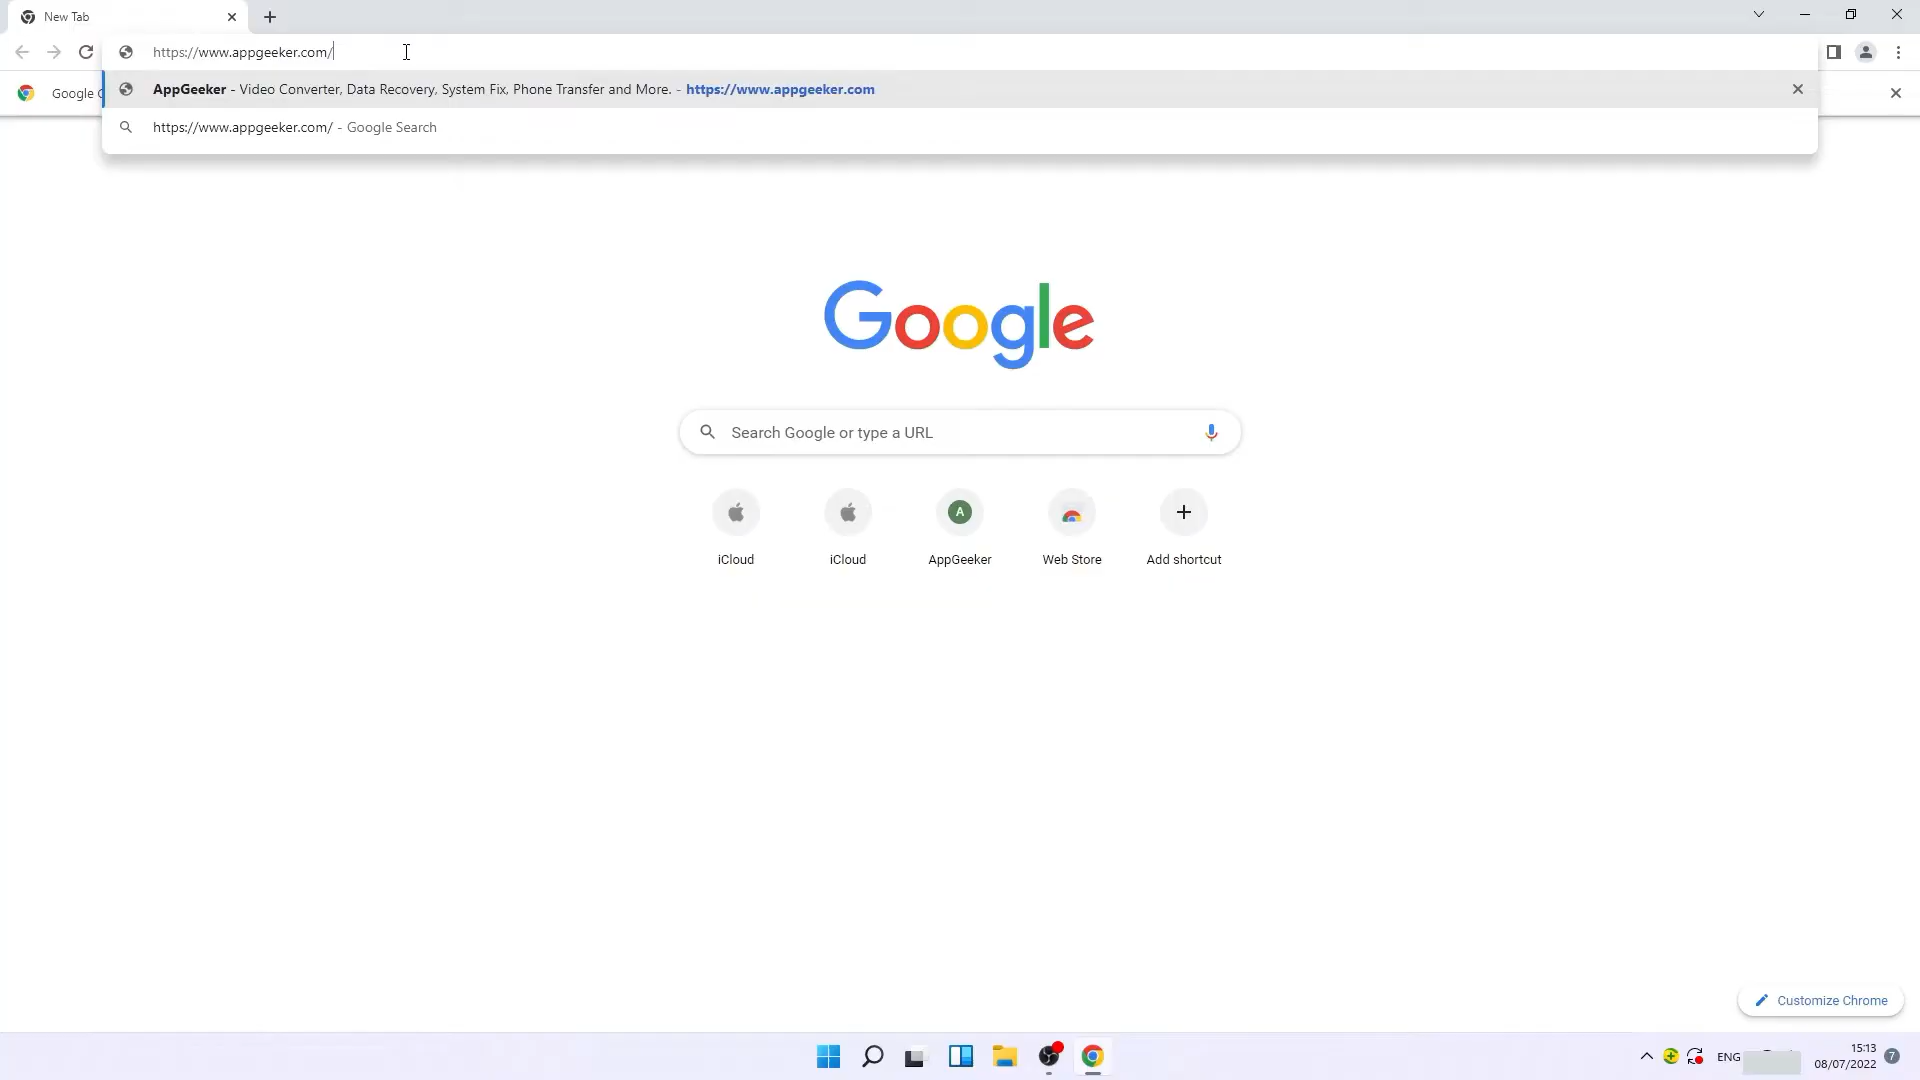 New Tab
https://www.appgeeker.com/
AppGeeker - Video Converter, Data Recovery, System Fix, Phone Transfer and More. - https://www.appgeeker.com
Google
https://www.appgeeker.com/ - Google Search
Google
Search Google or type a URL
iCloud
iCloud
A
AppGeeker
Web Store
Add shortcut
Customize Chrome
ENG
15:13
08/07/2022
7